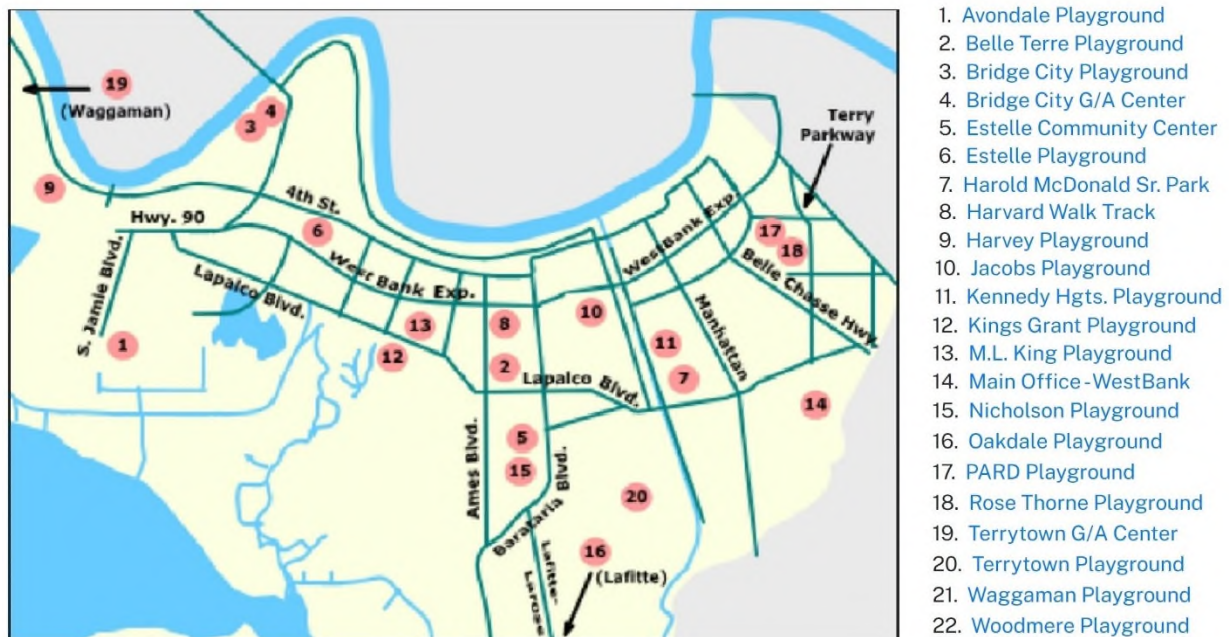 19
(Waggaman)
4
3
Terry
Parkway
9
4th St.
Hwy. 90
6
WestBank Exp.
17
18
West Bank Exp.
Belle Chasse Hwy.
Lapalco Blvd.
S. Jamie Blvd.
Manhattan
1
13
8
10
11
12
2
7
Lapalco Blvd.
14
5
Ames Blvd.
15
Barataria Blvd.
20
16
(Lafitte)
Lafitte-
Larose
1. Avondale Playground
2. Belle Terre Playground
3. Bridge City Playground
4. Bridge City G/A Center
5. Estelle Community Center
6. Estelle Playground
7. Harold McDonald Sr. Park
8. Harvard Walk Track
9. Harvey Playground
10. Jacobs Playground
11. Kennedy Hgts. Playground
12. Kings Grant Playground
13. M.L. King Playground
14. Main Office - WestBank
15. Nicholson Playground
16. Oakdale Playground
17. PARD Playground
18. Rose Thorne Playground
19. Terrytown G/A Center
20. Terrytown Playground
21. Waggaman Playground
22. Woodmere Playground